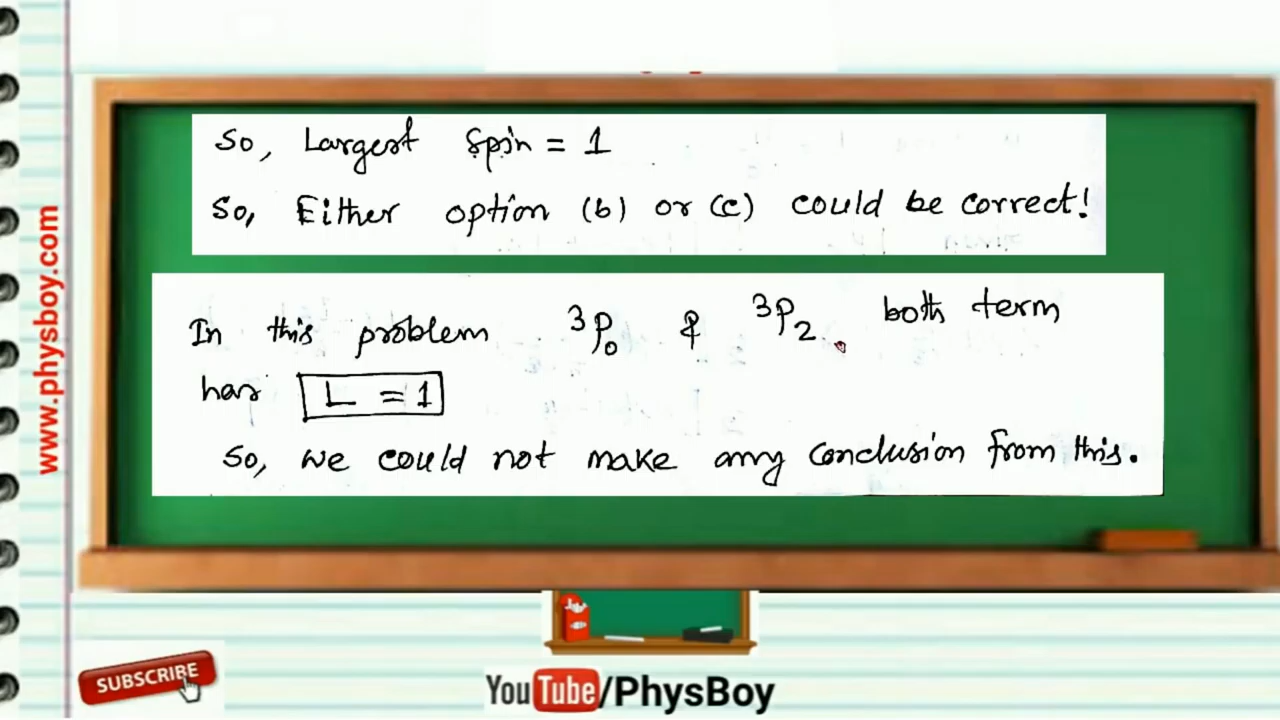 So, Largest Spin = 1
So, Either option (b) or (c) could be correct!
In this problem ³P₀ & ³P₂ both term
has L = 1
So, we could not make any conclusion from this.
www.physboy.com
SUBSCRIBE
YouTube/PhysBoy